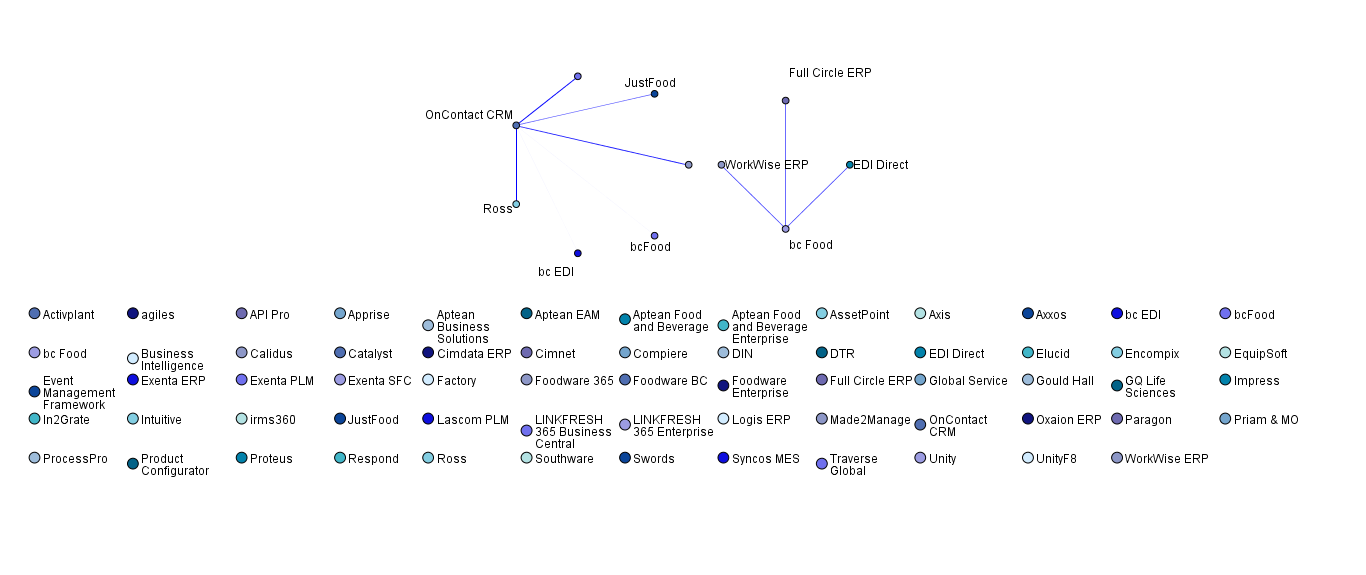 Full Circle ERP
JustFood
OnContact CRM
WorkWise ERP
EDI Direct
Ross
bcFood
bc Food
bc EDI
Activplant
agiles
API Pro
Apprise
Aptean
Business
Solutions
Aptean EAM
Aptean Food
and Beverage
Aptean Food
and Beverage
Enterprise
AssetPoint
Axis
Axxos
bc EDI
bcFood
bc Food
Business
Intelligence
Calidus
Catalyst
Cimdata ERP
Cimnet
Compiere
DIN
DTR
EDI Direct
Elucid
Encompix
EquipSoft
Event
Management
Framework
Exenta ERP
Exenta PLM
Exenta SFC
Factory
Foodware 365
Foodware BC
Foodware
Enterprise
Full Circle ERP
Global Service
Gould Hall
GQ Life
Sciences
Impress
In2Grate
Intuitive
irms360
JustFood
Lascom PLM
LINKFRESH
365 Business
Central
LINKFRESH
365 Enterprise
Logis ERP
Made2Manage
OnContact
CRM
Oxaion ERP
Paragon
Priam & MO
ProcessPro
Product
Configurator
Proteus
Respond
Ross
Southware
Swords
Syncos MES
Traverse
Global
Unity
UnityF8
WorkWise ERP